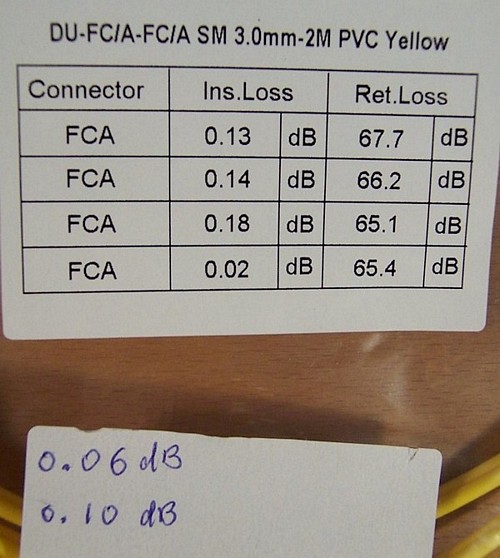 DU-FC/A-FC/A SM 3.0mm-2M PVC Yellow
Connector Ins.Loss Ret.Loss
FCA 0.13 dB 67.7 dB
FCA 0.14 dB 66.2 dB
FCA 0.18 dB 65.1 dB
FCA 0.02 dB 65.4 dB
0.06 dB
0.10 dB